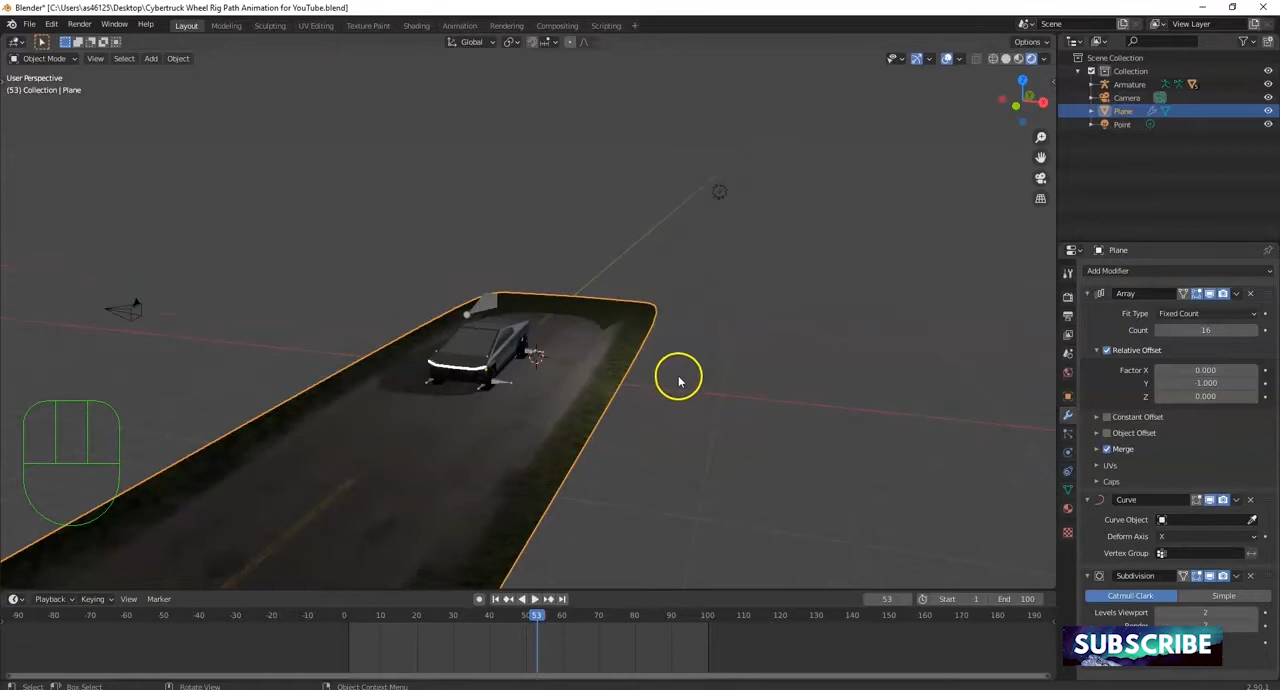 Blender* [C:\Users\as46125\Desktop\Cybertruck Wheel Rig Path Animation for YouTube.blend]
File Edit Render Window Help Layout Modeling Sculpting UV Editing Texture Paint Shading Animation Rendering Compositing Scripting + Scene View Layer
Global Options
Object Mode View Select Add Object
User Perspective
(53) Collection | Plane
Scene Collection
Collection
Armature
Camera
Plane
Point
Plane
Add Modifier
Array
Fit Type Fixed Count
Count 16
Relative Offset
Factor X 0.000
Y -1.000
Z 0.000
Constant Offset
Object Offset
Merge
UVs
Caps
Curve
Curve Object
Deform Axis X
Vertex Group
Subdivision
Catmull-Clark Simple
Levels Viewport 2
SUBSCRIBE
Playback Keying View Marker 53 Start 1 End 100
-90 -80 -70 -60 -50 -40 -30 -20 -10 0 10 20 30 40 50 53 60 70 80 90 100 110 120 130 140 150 160 170 180 190
Select Box Select Rotate View Object Context Menu 2.90.1